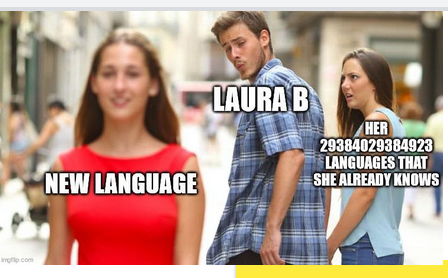 LAURA B
HER
29384029384923
LANGUAGES THAT
SHE ALREADY KNOWS
NEW LANGUAGE
imgflip.com